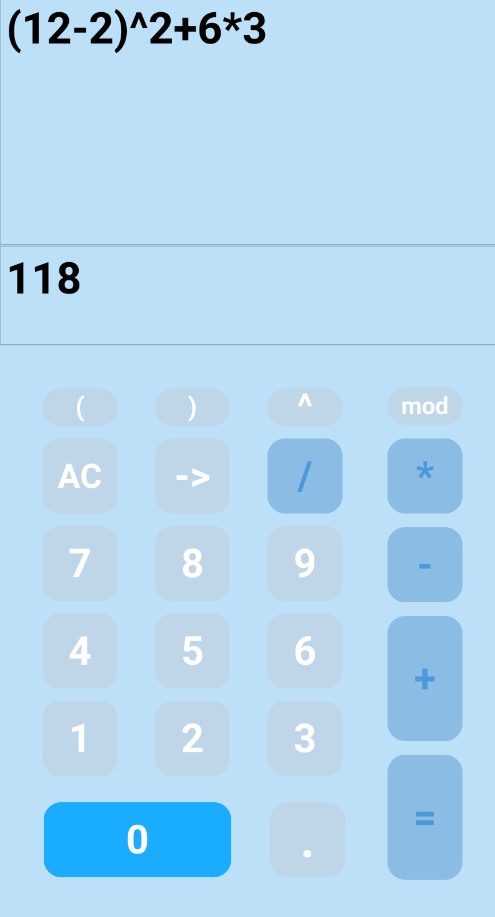 (12-2)^2+6*3
118
( ) ^ mod
AC -> / *
7 8 9 -
4 5 6 +
1 2 3
0 . =